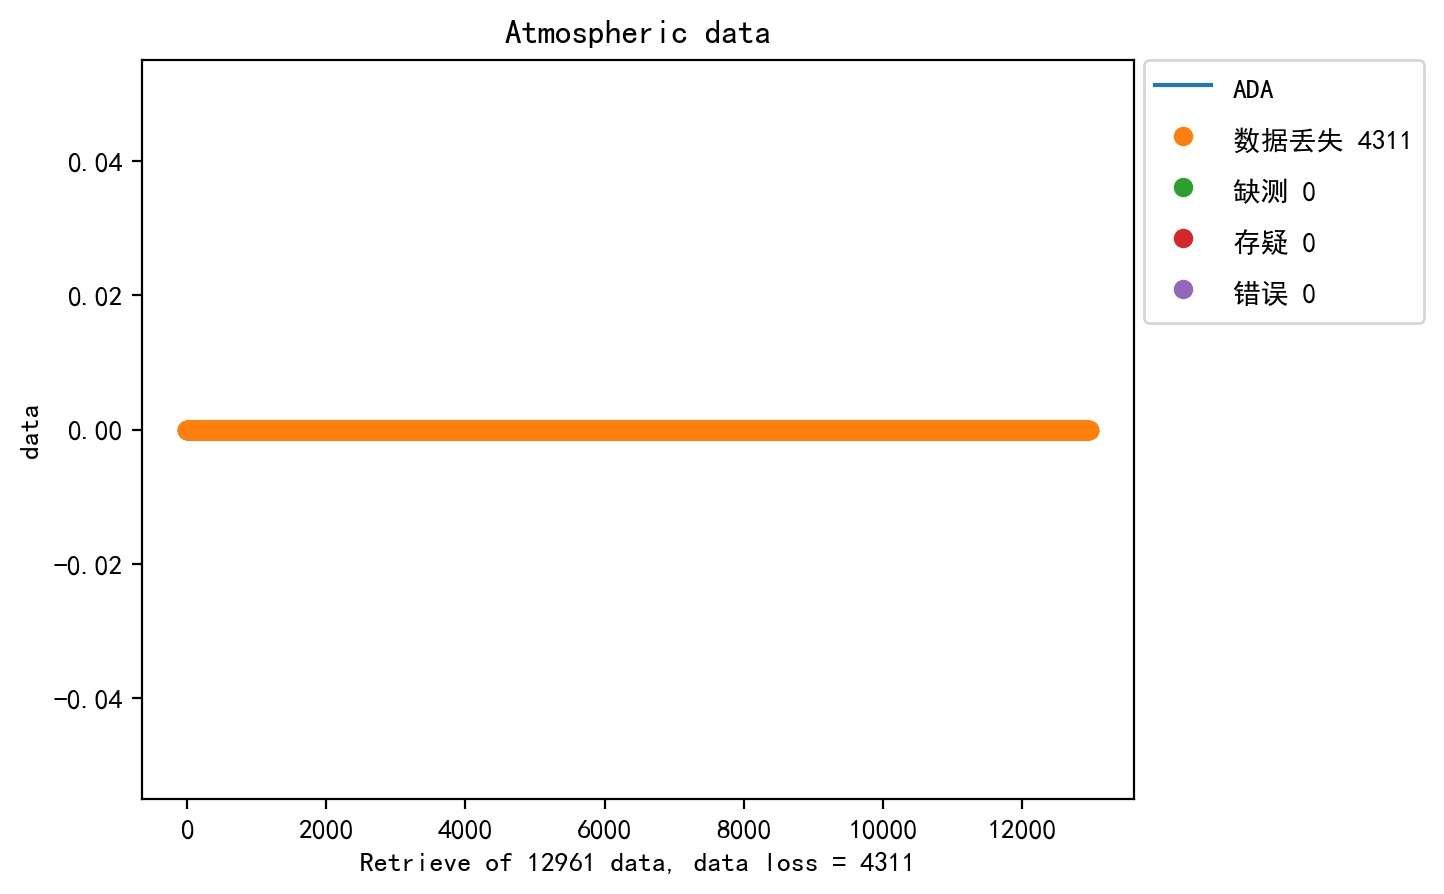 Atmospheric data
ADA
数据丢失 4311
缺测 0
存疑 0
错误 0
data
0.04
0.02
0.00
−0.02
−0.04
0 2000 4000 6000 8000 10000 12000
Retrieve of 12961 data, data loss = 4311